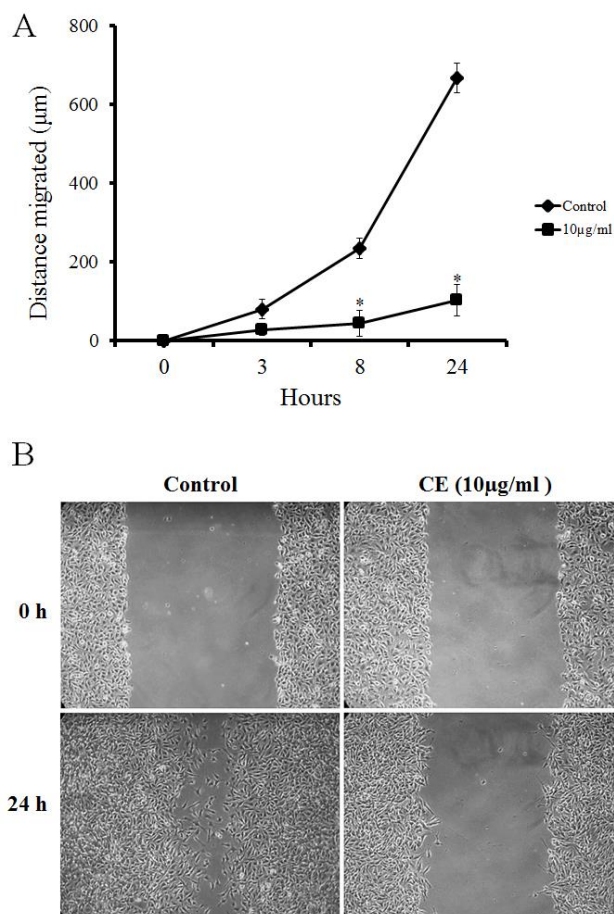 A
800
600
400
200
0
Distance migrated (µm)
0 3 8 24
Hours
* *
Control
10µg/ml
B
Control CE (10µg/ml )
0 h
24 h